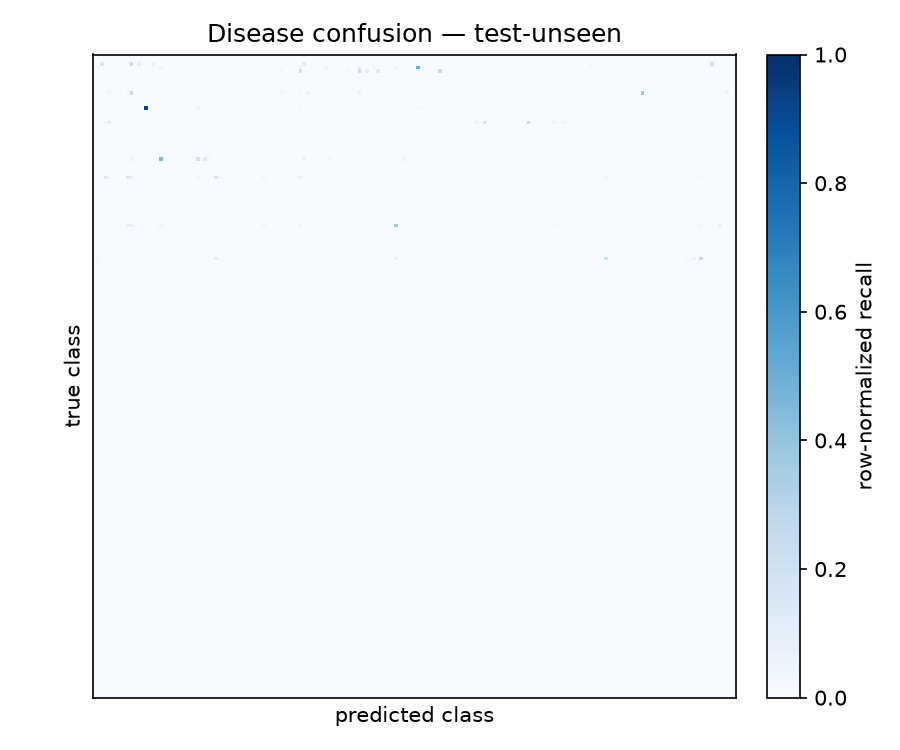 Disease confusion — test-unseen
true class
predicted class
1.0
0.8
0.6
0.4
0.2
0.0
row-normalized recall